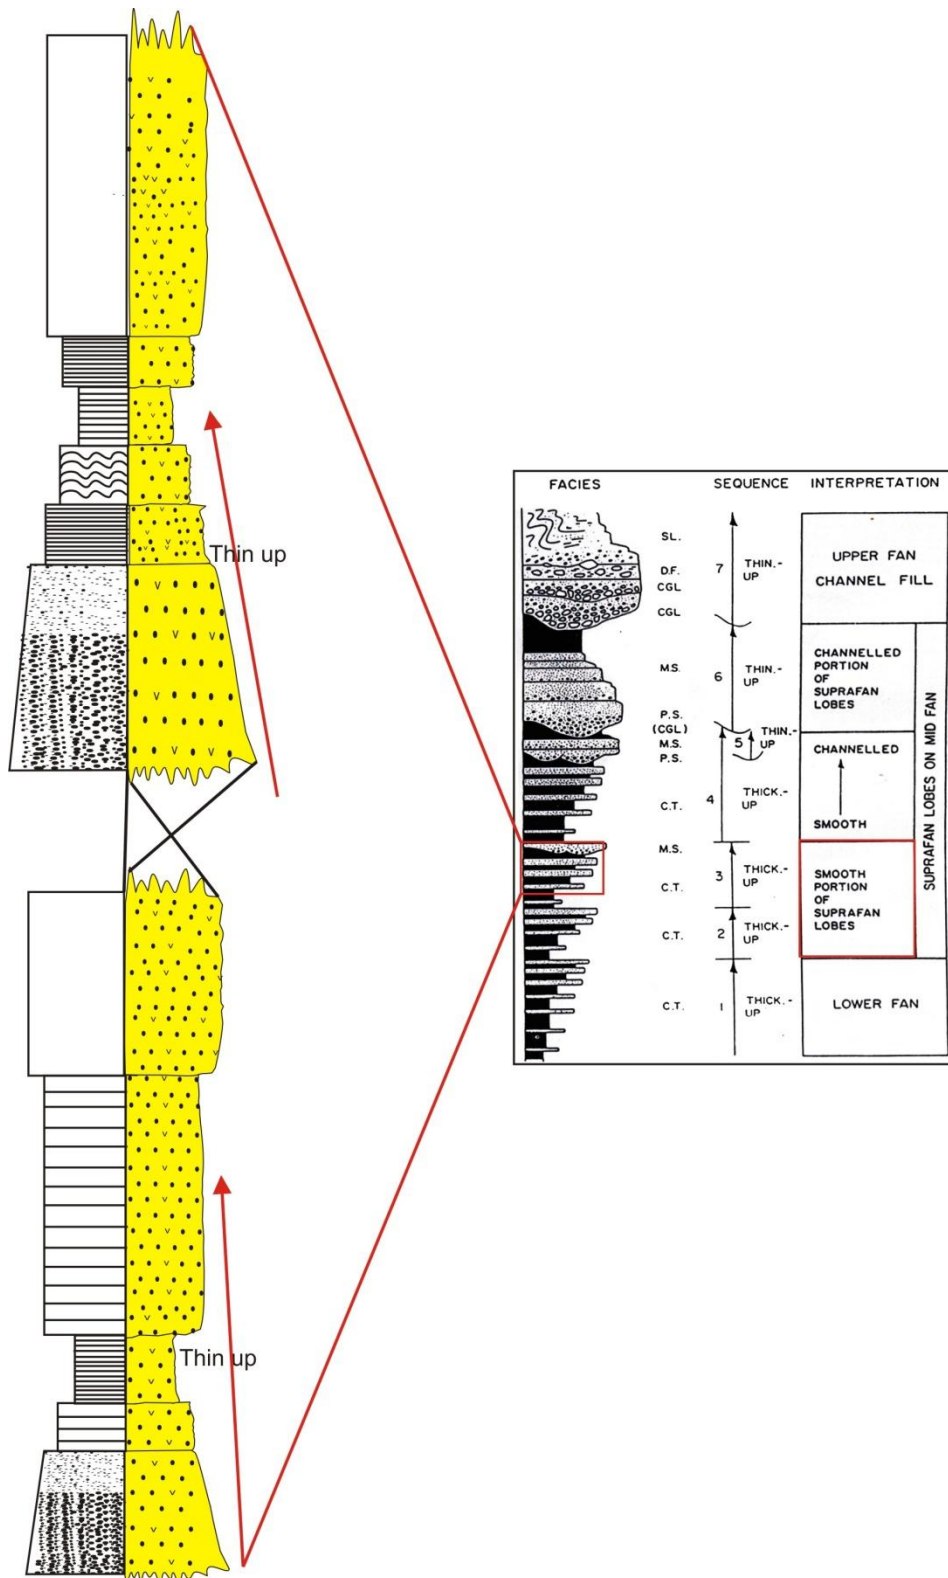 Thin up
Thin up
FACIES SEQUENCE INTERPRETATION
SL.
D.F.
CGL
CGL
M.S.
P.S.
(CGL)
M.S.
P.S.
C.T.
M.S.
C.T.
C.T.
C.T.
7 THIN.-
UP
6 THIN.-
UP
5 THIN.-
UP
4 THICK.-
UP
3 THICK.-
UP
2 THICK.-
UP
1 THICK.-
UP
UPPER FAN
CHANNEL FILL
CHANNELLED
PORTION
OF
SUPRAFAN
LOBES
CHANNELLED
SMOOTH
SMOOTH
PORTION
OF
SUPRAFAN
LOBES
LOWER FAN
SUPRAFAN LOBES ON MID FAN